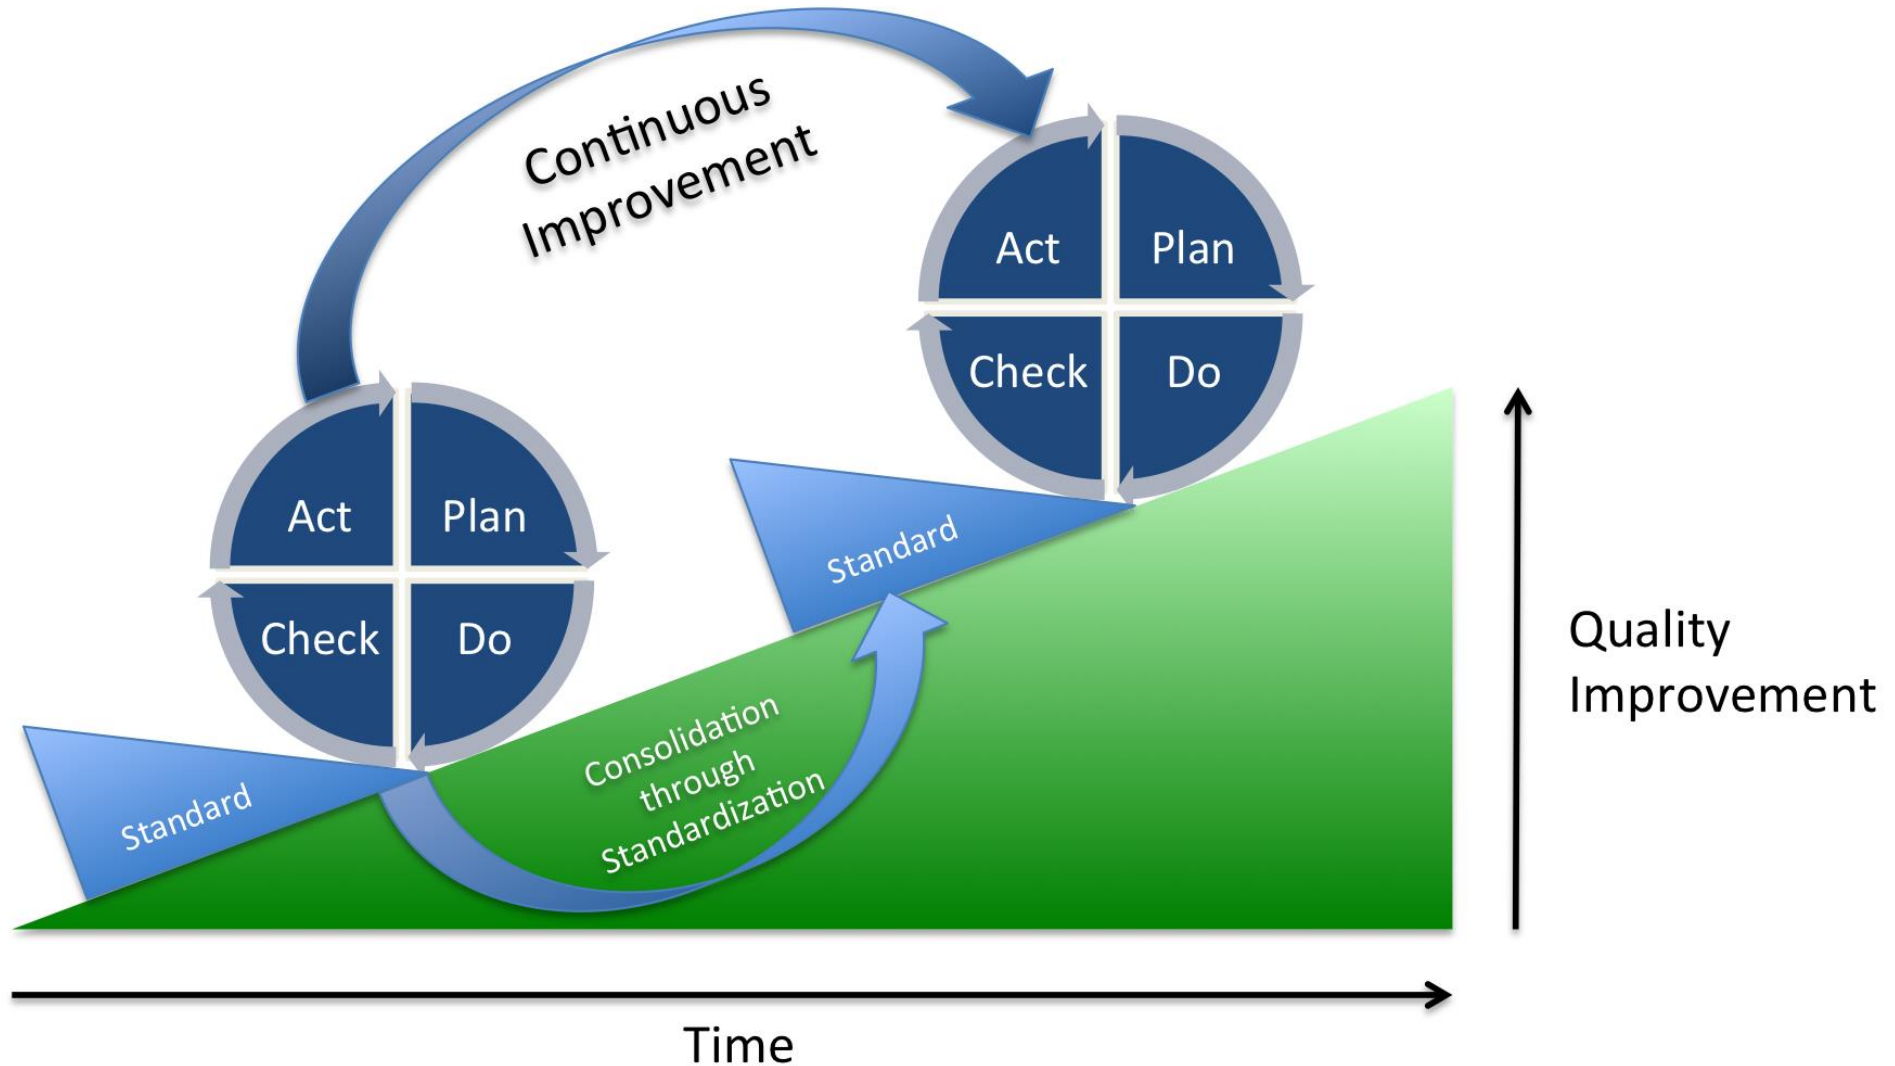 Continuous
Improvement
Act
Plan
Check
Do
Act
Plan
Check
Do
Standard
Standard
Consolidation
through
Standardization
Quality
Improvement
Time